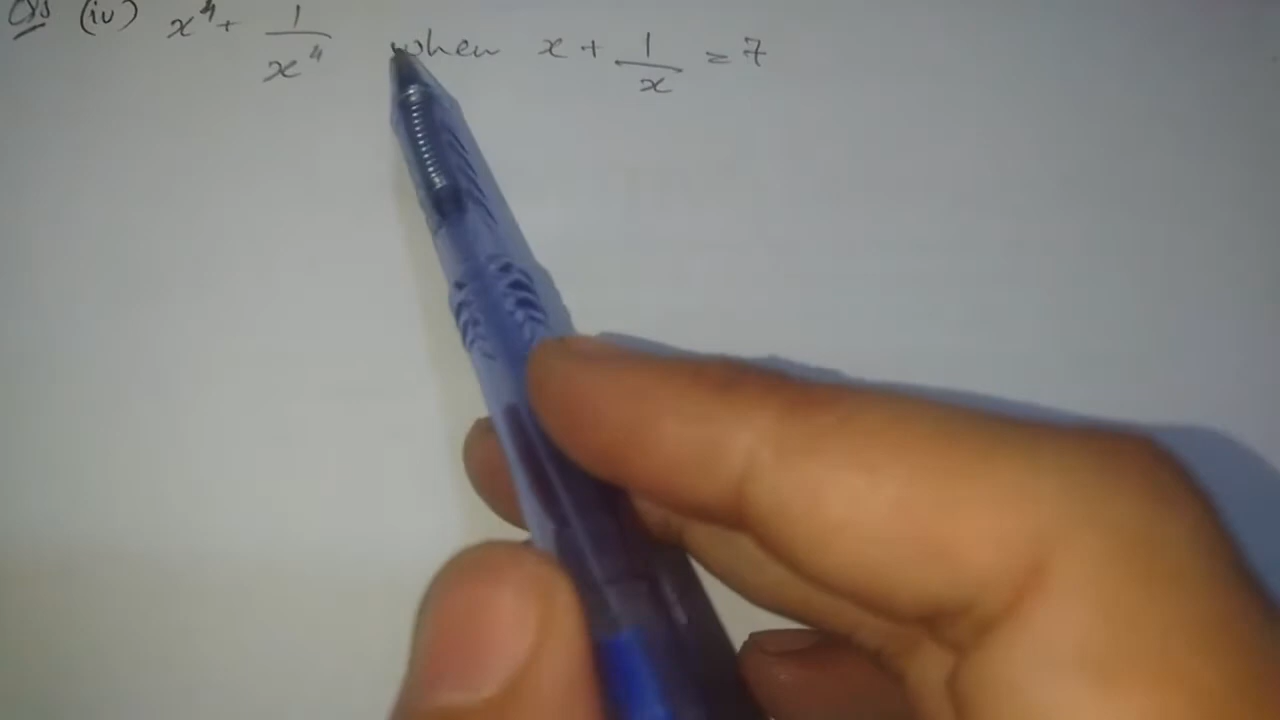 (iv) x⁴ + 1/x⁴ when x + 1/x = 7